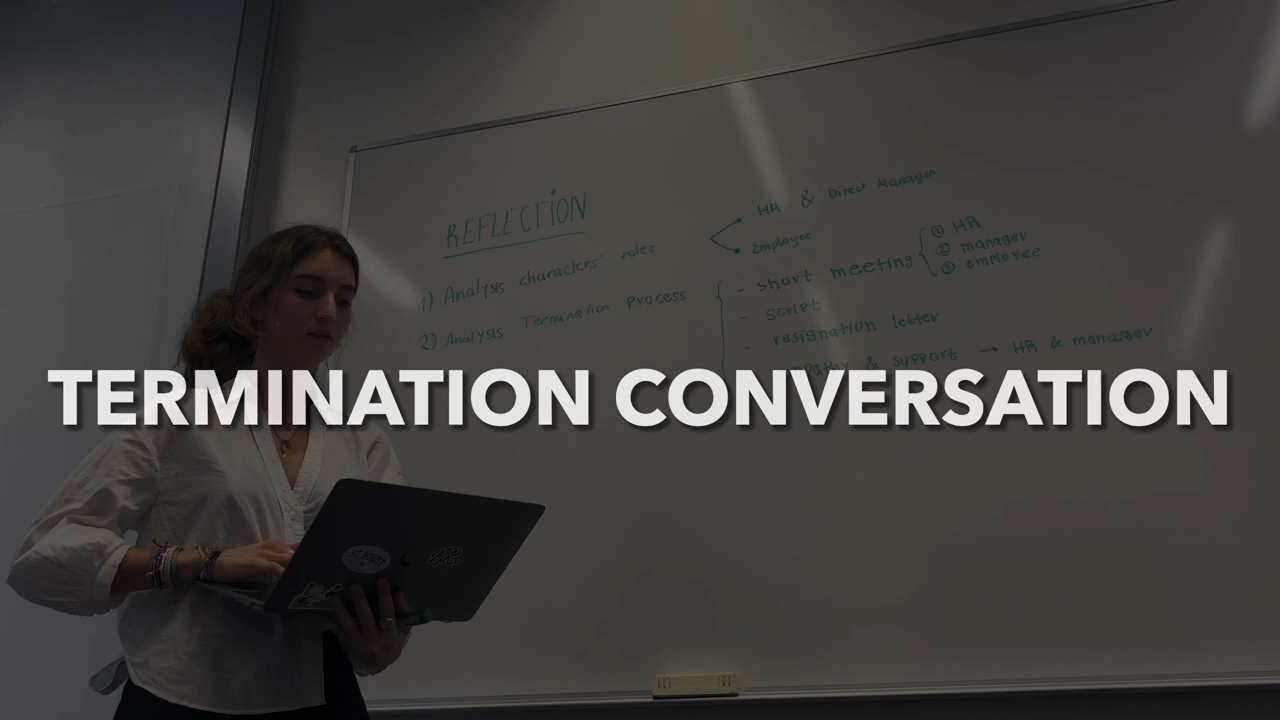 REFLECTION
1) Analysis characters' roles
HR & Direct Manager
Employee
2) Analysis Termination Process
- short meeting
① HR
② manager
③ employee
- script
- resignation letter
empathy & support → HR & manager
TERMINATION CONVERSATION